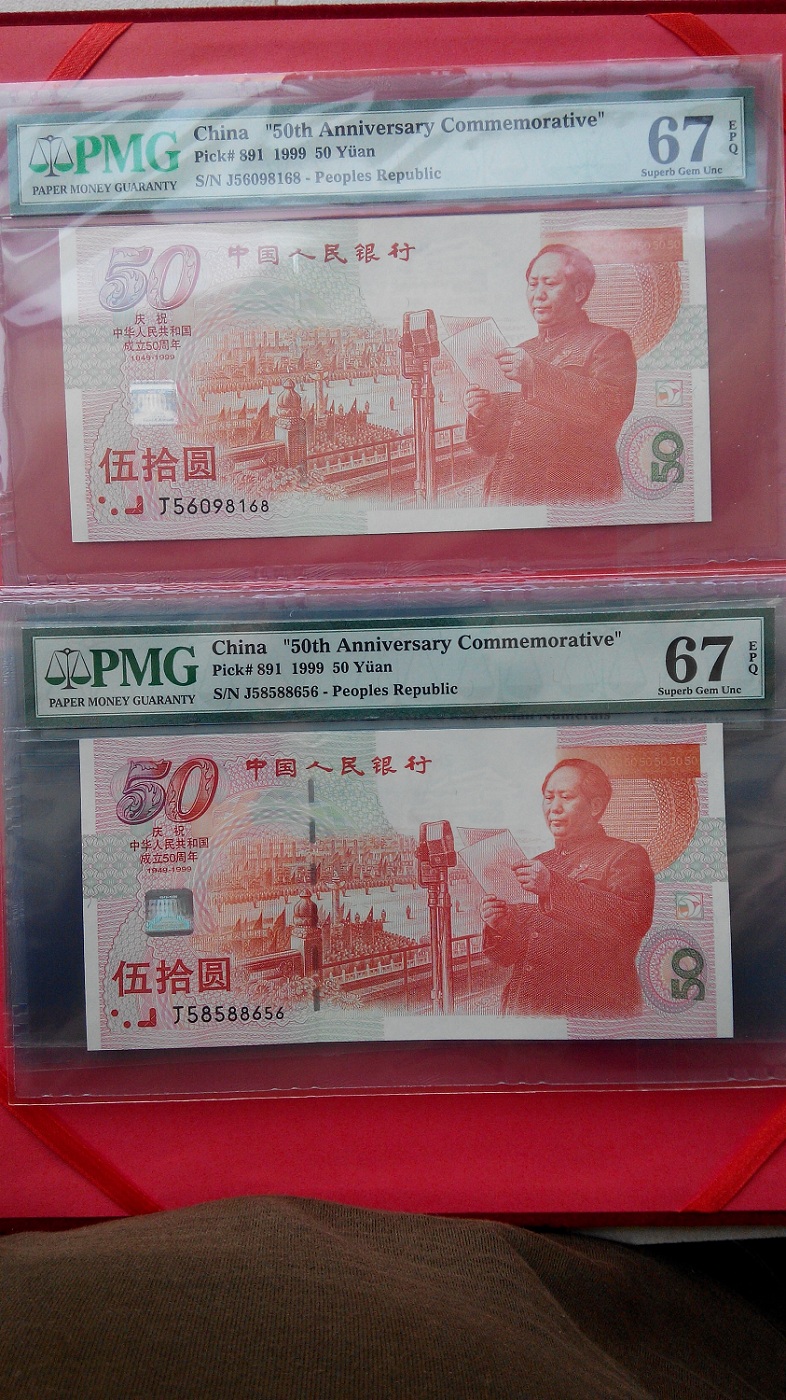 PMG
PAPER MONEY GUARANTY
China "50th Anniversary Commemorative"
Pick# 891 1999 50 Yüan
S/N J56098168 - Peoples Republic
67
EPQ
Superb Gem Unc
50
中国人民银行
庆 祝
中华人民共和国
成立50周年
1949-1999
伍拾圆
J56098168
50
PMG
PAPER MONEY GUARANTY
China "50th Anniversary Commemorative"
Pick# 891 1999 50 Yüan
S/N J58588656 - Peoples Republic
67
EPQ
Superb Gem Unc
50
中国人民银行
庆 祝
中华人民共和国
成立50周年
1949-1999
伍拾圆
J58588656
50